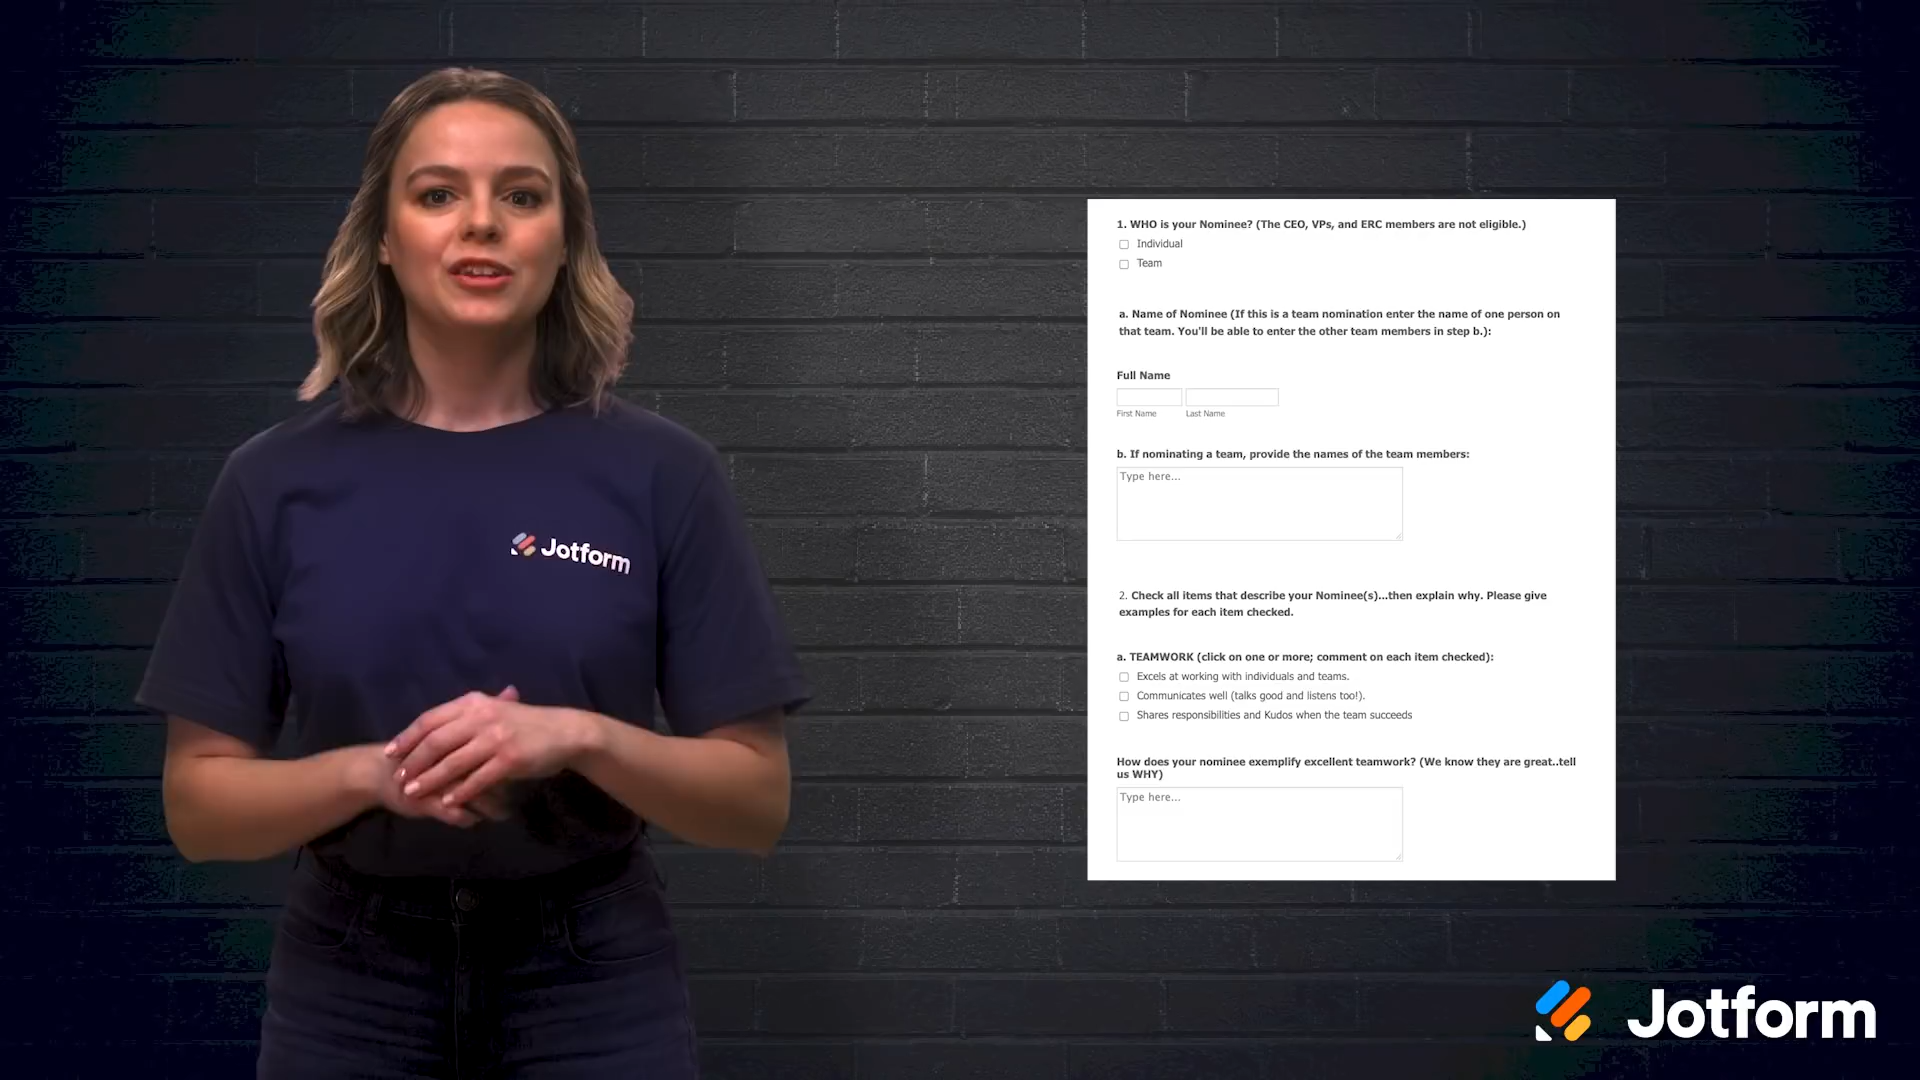 Jotform
1. WHO is your Nominee? (The CEO, VPs, and ERC members are not eligible.)
Individual
Team
a. Name of Nominee (If this is a team nomination enter the name of one person on
that team. You'll be able to enter the other team members in step b.):
Full Name
First Name Last Name
b. If nominating a team, provide the names of the team members:
Type here...
2. Check all items that describe your Nominee(s)...then explain why. Please give
examples for each item checked.
a. TEAMWORK (click on one or more; comment on each item checked):
Excels at working with individuals and teams.
Communicates well (talks good and listens too!).
Shares responsibilities and Kudos when the team succeeds
How does your nominee exemplify excellent teamwork? (We know they are great..tell
us WHY)
Type here...
Jotform